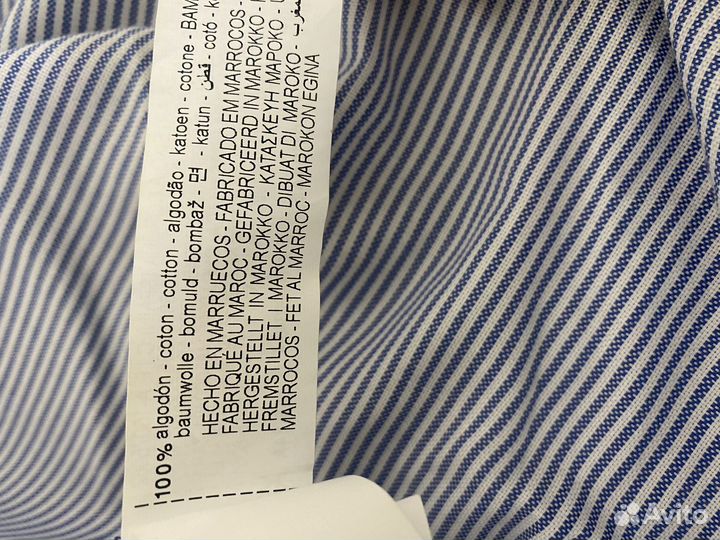 100% algodón - coton - cotton - algodão - katoen - cotone -
baumwolle - bomuld - bombaž - 면 - katun - قطن - cotó -
HECHO EN MARRUECOS - FABRICADO EM MARROCOS -
FABRIQUÉ AU MAROC - GEFABRICEERD IN MAROKKO -
HERGESTELLT IN MAROKKO - ΚΑΤΑΣΚΕΥΗ ΜΑΡΟΚΟ -
FREMSTILLET I MAROKKO - DIBUAT DI MAROKO -
MARROCOS - FET AL MARROC - MAROKON EGINA
Avito